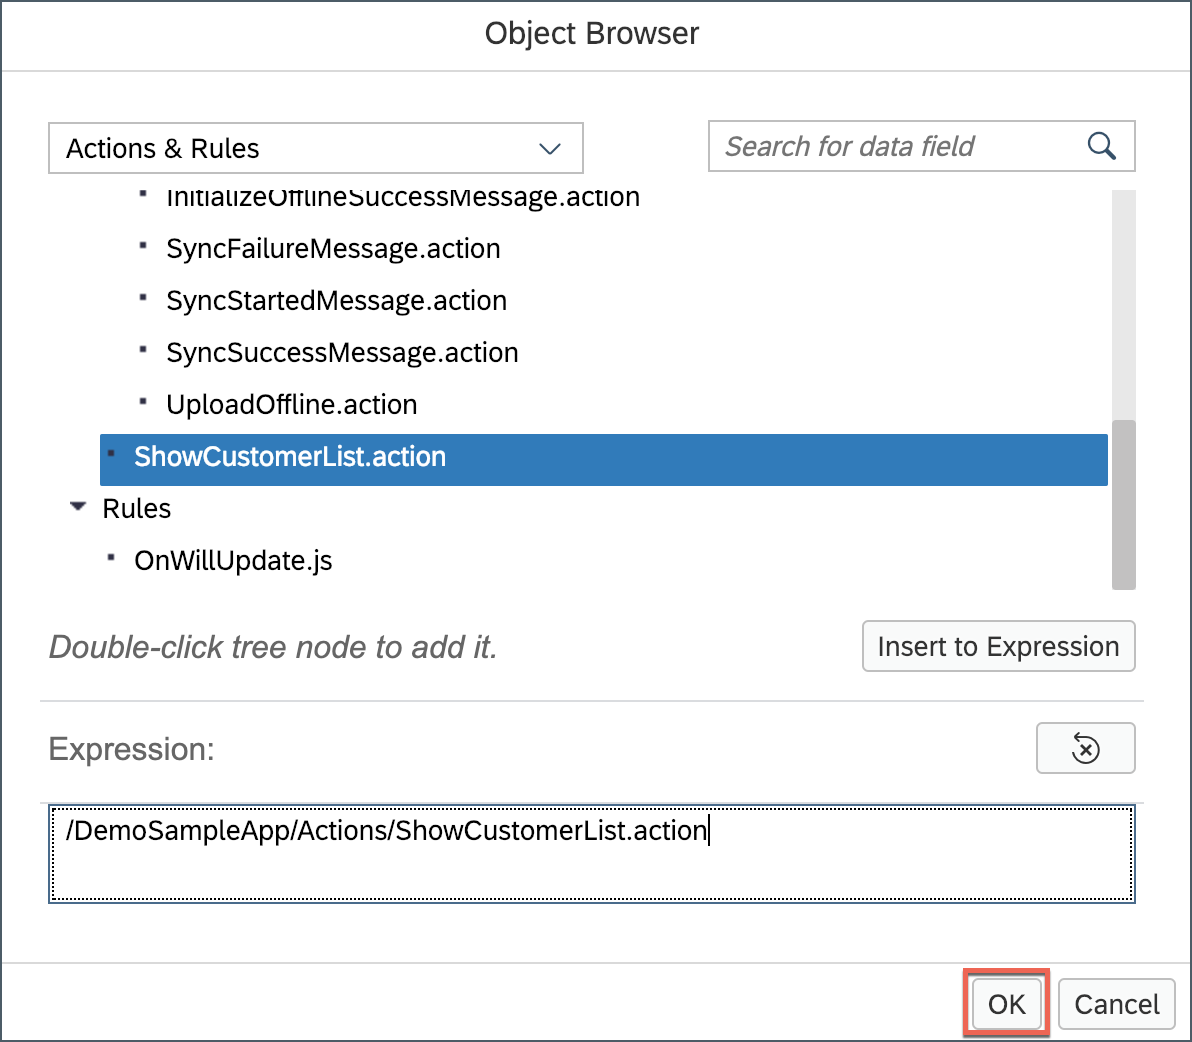 Object Browser
Actions & Rules
Search for data field
InitializeOfflineSuccessMessage.action
SyncFailureMessage.action
SyncStartedMessage.action
SyncSuccessMessage.action
UploadOffline.action
ShowCustomerList.action
Rules
OnWillUpdate.js
Double-click tree node to add it.
Insert to Expression
Expression:
/DemoSampleApp/Actions/ShowCustomerList.action
OK
Cancel